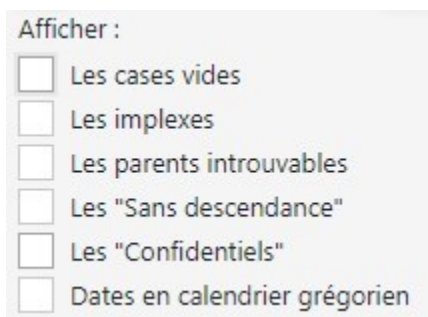 Afficher :
Les cases vides
Les implexes
Les parents introuvables
Les "Sans descendance"
Les "Confidentiels"
Dates en calendrier grégorien